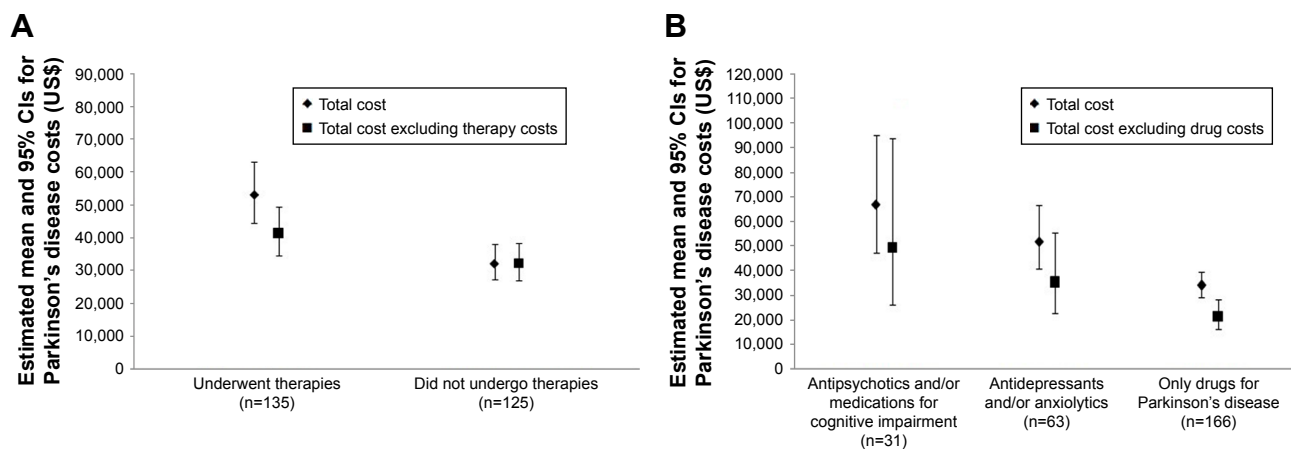 A
Estimated mean and 95% CIs for
Parkinson's disease costs (US$)
90,000
80,000
70,000
60,000
50,000
40,000
30,000
20,000
10,000
0
Total cost
Total cost excluding therapy costs
Underwent therapies
(n=135)
Did not undergo therapies
(n=125)
B
Estimated mean and 95% CIs for
Parkinson's disease costs (US$)
120,000
110,000
100,000
90,000
80,000
70,000
60,000
50,000
40,000
30,000
20,000
10,000
0
Total cost
Total cost excluding drug costs
Antipsychotics and/or
medications for
cognitive impairment
(n=31)
Antidepressants
and/or anxiolytics
(n=63)
Only drugs for
Parkinson's disease
(n=166)